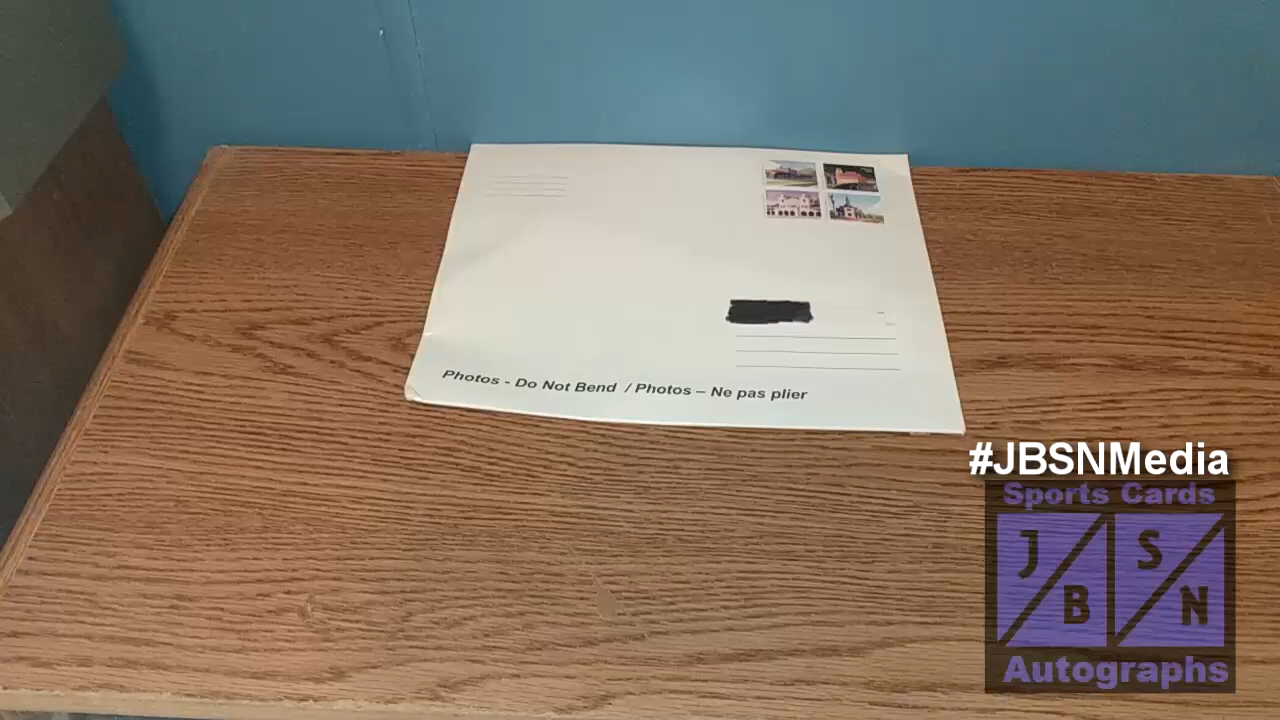 Photos - Do Not Bend / Photos – Ne pas plier
#JBSNMedia
Sports Cards
J S
B N
Autographs